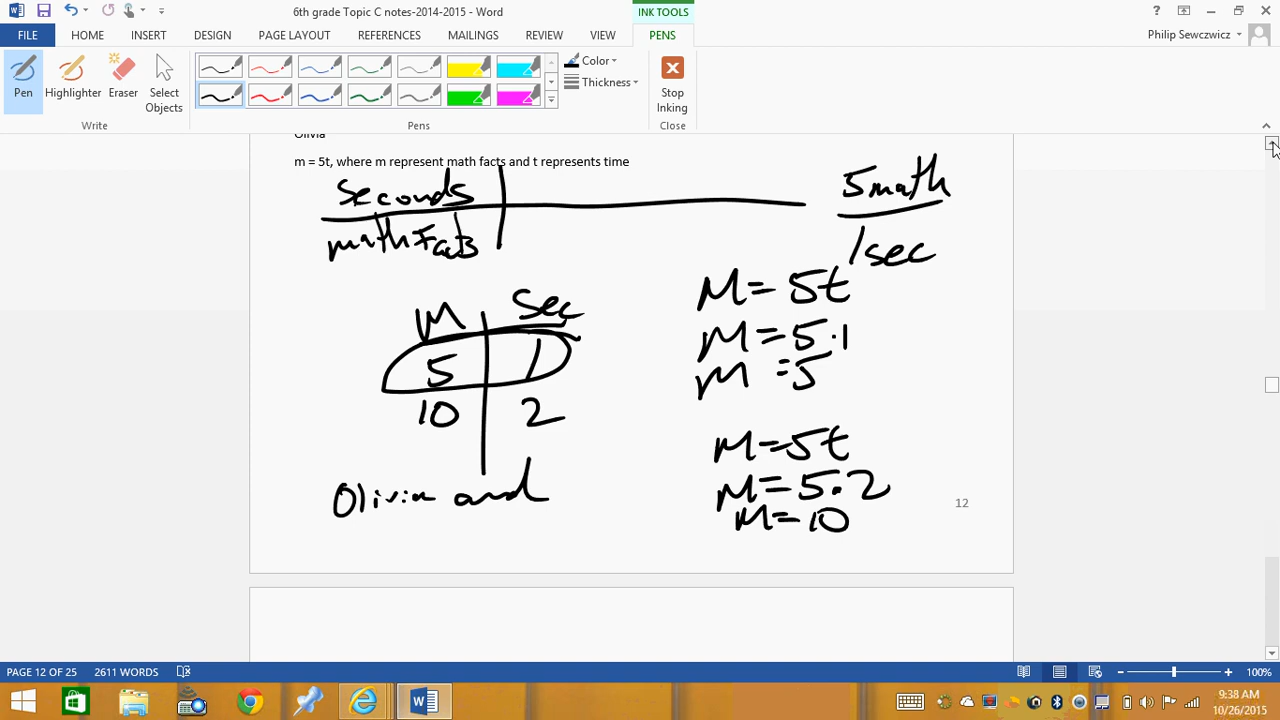 6th grade Topic C notes-2014-2015 - Word
INK TOOLS
?
FILE
HOME
INSERT
DESIGN
PAGE LAYOUT
REFERENCES
MAILINGS
REVIEW
VIEW
PENS
Philip Sewczwicz
Pen
Highlighter
Eraser
Select
Objects
Color
Thickness
Stop
Inking
Write
Pens
Close
Olivia
m = 5t, where m represent math facts and t represents time
seconds
math Facts
5 math
1 sec
M = 5t
M = 5·1
M = 5
M Sec
5 1
10 2
M = 5t
M = 5·2
M = 10
Olivia and
12
PAGE 12 OF 25
2611 WORDS
100%
9:38 AM
10/26/2015